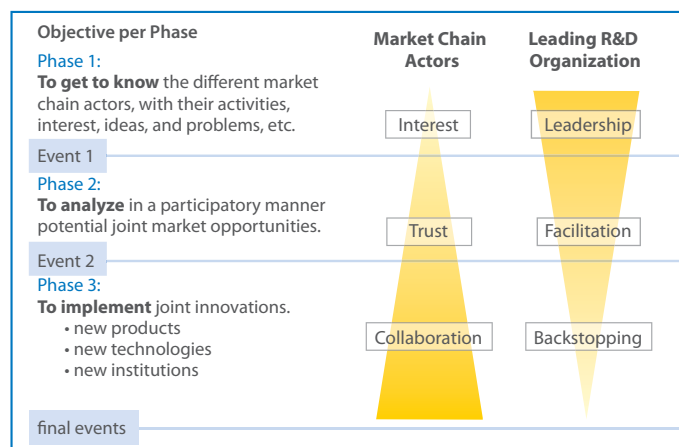 Objective per Phase
Market Chain
Actors
Leading R&D
Organization
Phase 1:
To get to know the different market
chain actors, with their activities,
interest, ideas, and problems, etc.
Interest
Leadership
Event 1
Phase 2:
To analyze in a participatory manner
potential joint market opportunities.
Trust
Facilitation
Event 2
Phase 3:
To implement joint innovations.
• new products
• new technologies
• new institutions
Collaboration
Backstopping
final events